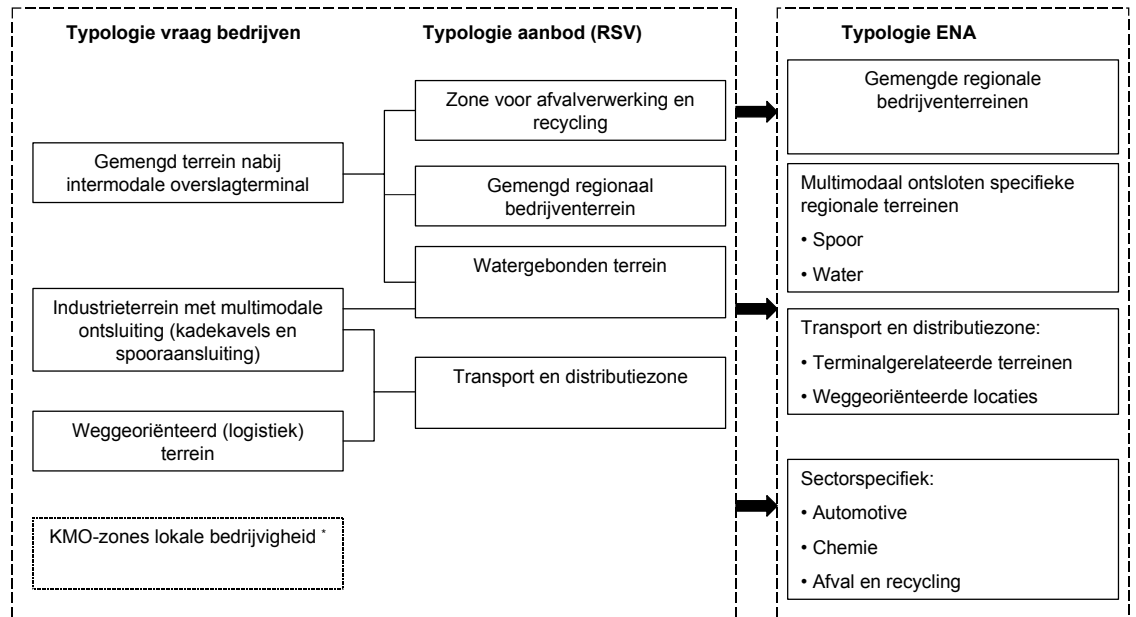 Typologie vraag bedrijven
Gemengd terrein nabij
intermodale overslagterminal
Industrieterrein met multimodale
ontsluiting (kadekavels en
spooraansluiting)
Weggeoriënteerd (logistiek)
terrein
KMO-zones lokale bedrijvigheid *
Typologie aanbod (RSV)
Zone voor afvalverwerking en
recycling
Gemengd regionaal
bedrijventerrein
Watergebonden terrein
Transport en distributiezone
Typologie ENA
Gemengde regionale
bedrijventerreinen
Multimodaal ontsloten specifieke
regionale terreinen
• Spoor
• Water
Transport en distributiezone:
• Terminalgerelateerde terreinen
• Weggeoriënteerde locaties
Sectorspecifiek:
• Automotive
• Chemie
• Afval en recycling